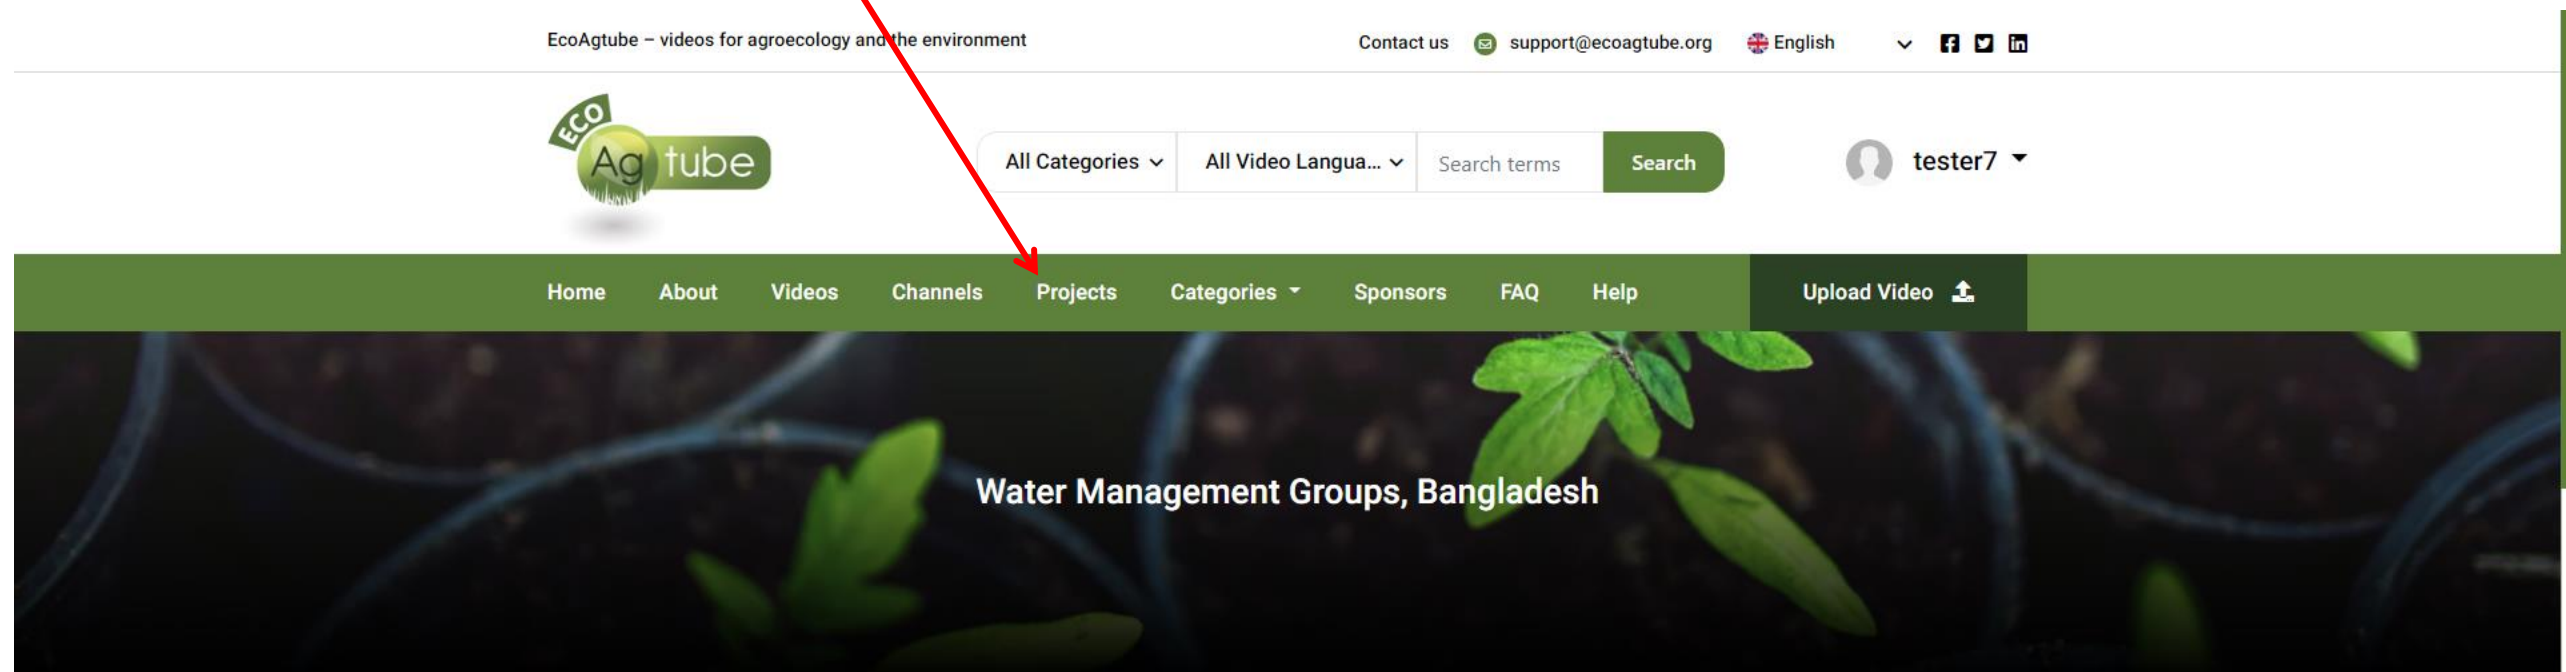 EcoAgtube – videos for agroecology and the environment
Contact us support@ecoagtube.org English
ECO
Ag tube
All Categories All Video Langua... Search terms Search
tester7
Home About Videos Channels Projects Categories Sponsors FAQ Help Upload Video
Water Management Groups, Bangladesh